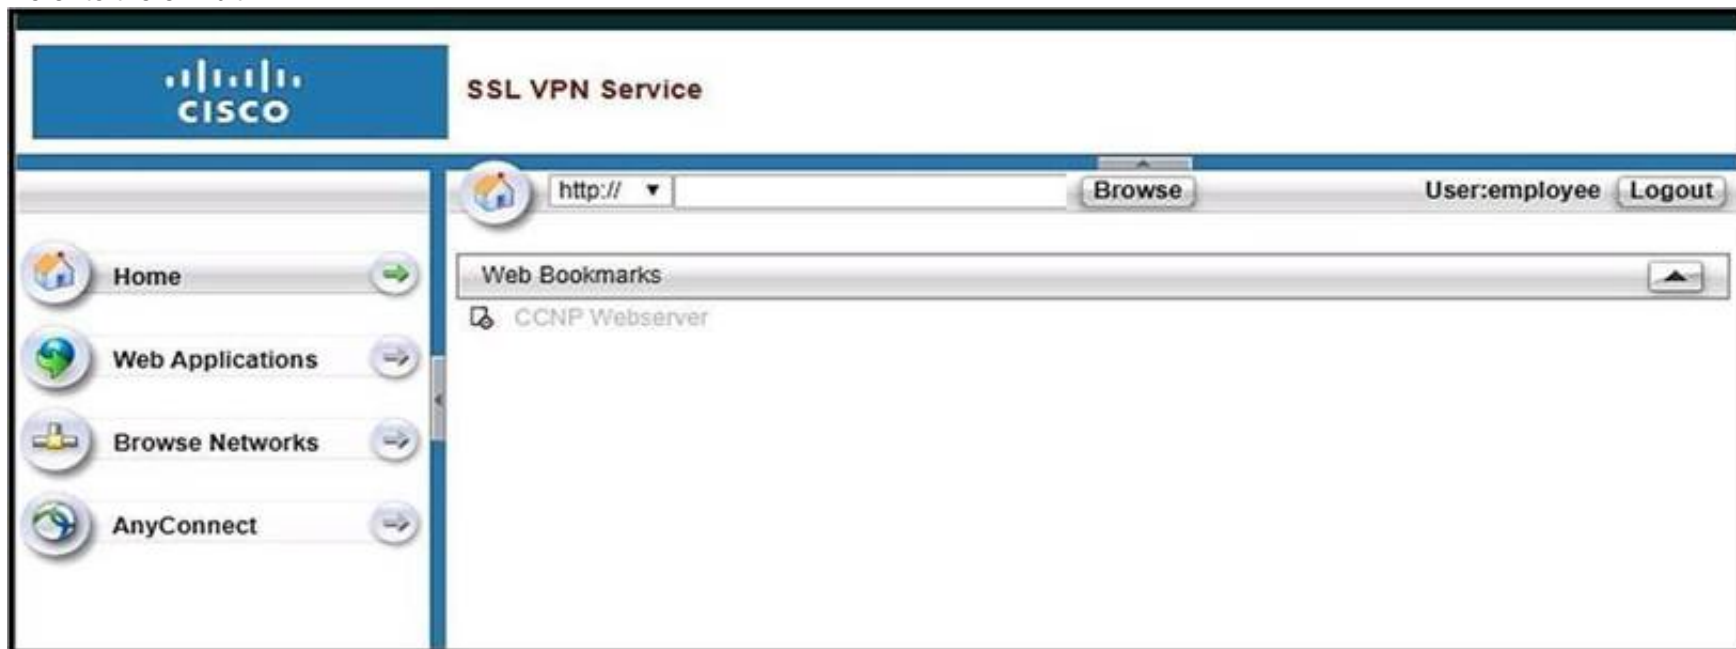 CISCO
SSL VPN Service
http://
Browse
User:employee
Logout
Home
Web Applications
Browse Networks
AnyConnect
Web Bookmarks
CCNP Webserver